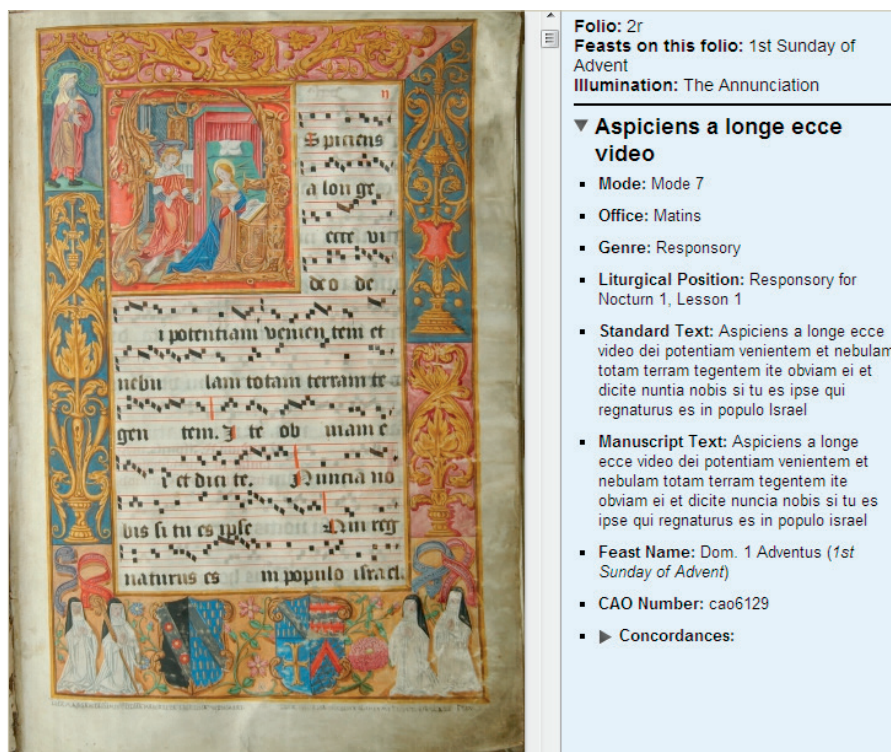 n
Spiciens
a lon ge,
ecce vi
deo de
i potentiam venien tem et
nebu lam totam terram te
gen tem. I te ob uiam e
i et dici te. Nuncia no
bis si tu es ipse Qui reg
naturus es in populo israel.
Folio: 2r
Feasts on this folio: 1st Sunday of
Advent
Illumination: The Annunciation
▼ Aspiciens a longe ecce
video
▪ Mode: Mode 7
▪ Office: Matins
▪ Genre: Responsory
▪ Liturgical Position: Responsory for
Nocturn 1, Lesson 1
▪ Standard Text: Aspiciens a longe ecce
video dei potentiam venientem et nebulam
totam terram tegentem ite obviam ei et
dicite nuntia nobis si tu es ipse qui
regnaturus es in populo Israel
▪ Manuscript Text: Aspiciens a longe
ecce video dei potentiam venientem et
nebulam totam terram tegentem ite
obviam ei et dicite nuncia nobis si tu es
ipse qui regnaturus es in populo israel
▪ Feast Name: Dom. 1 Adventus (1st
Sunday of Advent)
▪ CAO Number: cao6129
▪ ▶ Concordances: